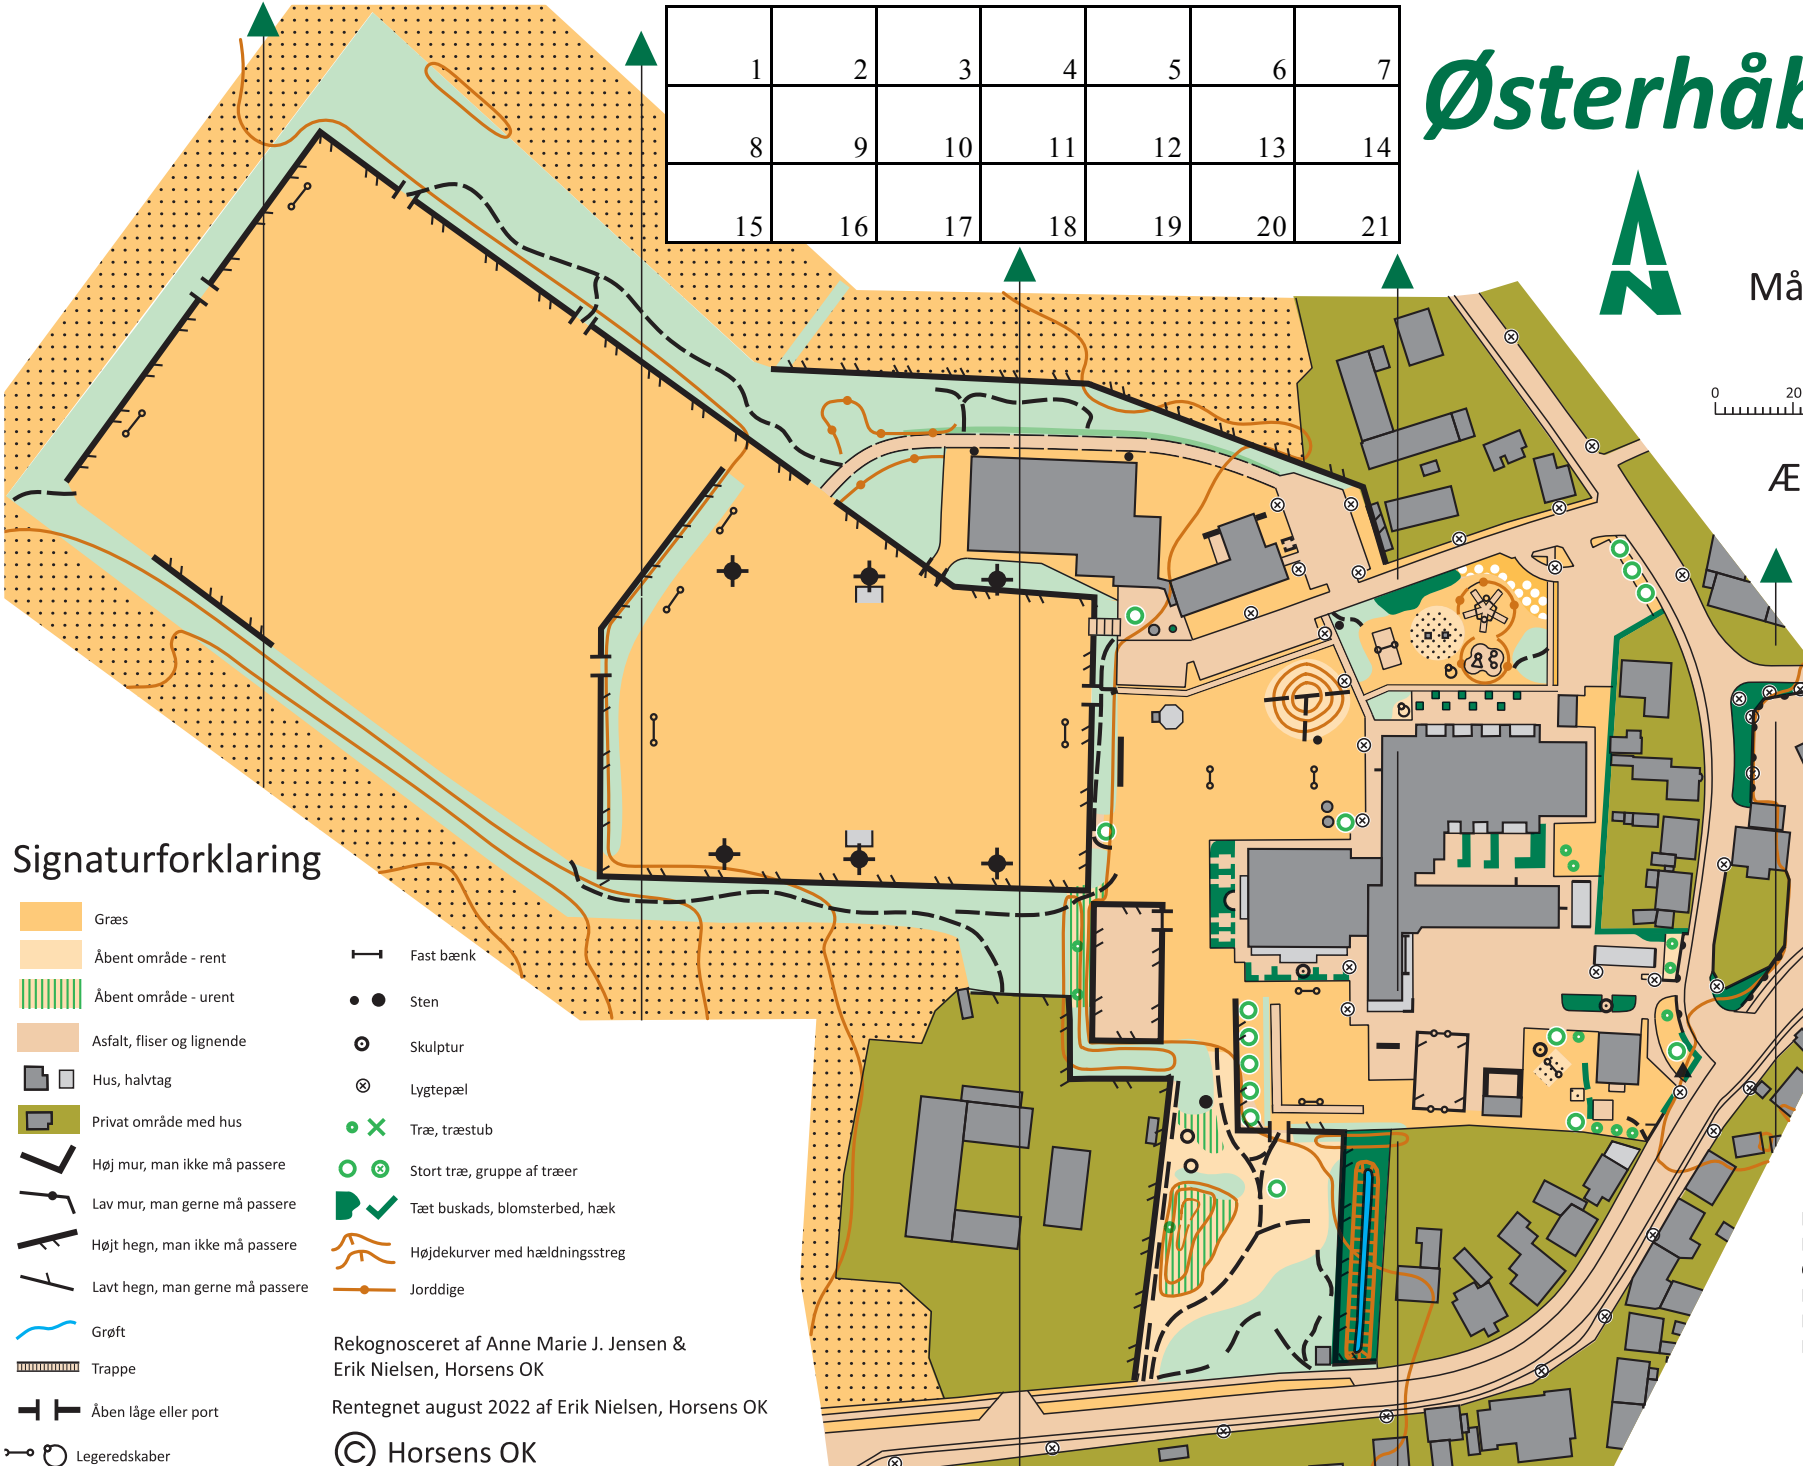 1 2 3 4 5 6 7
8 9 10 11 12 13 14
15 16 17 18 19 20 21
Østerhåb
N
Må
0 20
Æ
Signaturforklaring
Græs
Åbent område - rent
Åbent område - urent
Asfalt, fliser og lignende
Hus, halvtag
Privat område med hus
Høj mur, man ikke må passere
Lav mur, man gerne må passere
Højt hegn, man ikke må passere
Lavt hegn, man gerne må passere
Grøft
Trappe
Åben låge eller port
Legeredskaber
Fast bænk
Sten
Skulptur
Lygtepæl
Træ, træstub
Stort træ, gruppe af træer
Tæt buskads, blomsterbed, hæk
Højdekurver med hældningsstreg
Jorddige
Rekognosceret af Anne Marie J. Jensen &
Erik Nielsen, Horsens OK
Rentegnet august 2022 af Erik Nielsen, Horsens OK
© Horsens OK